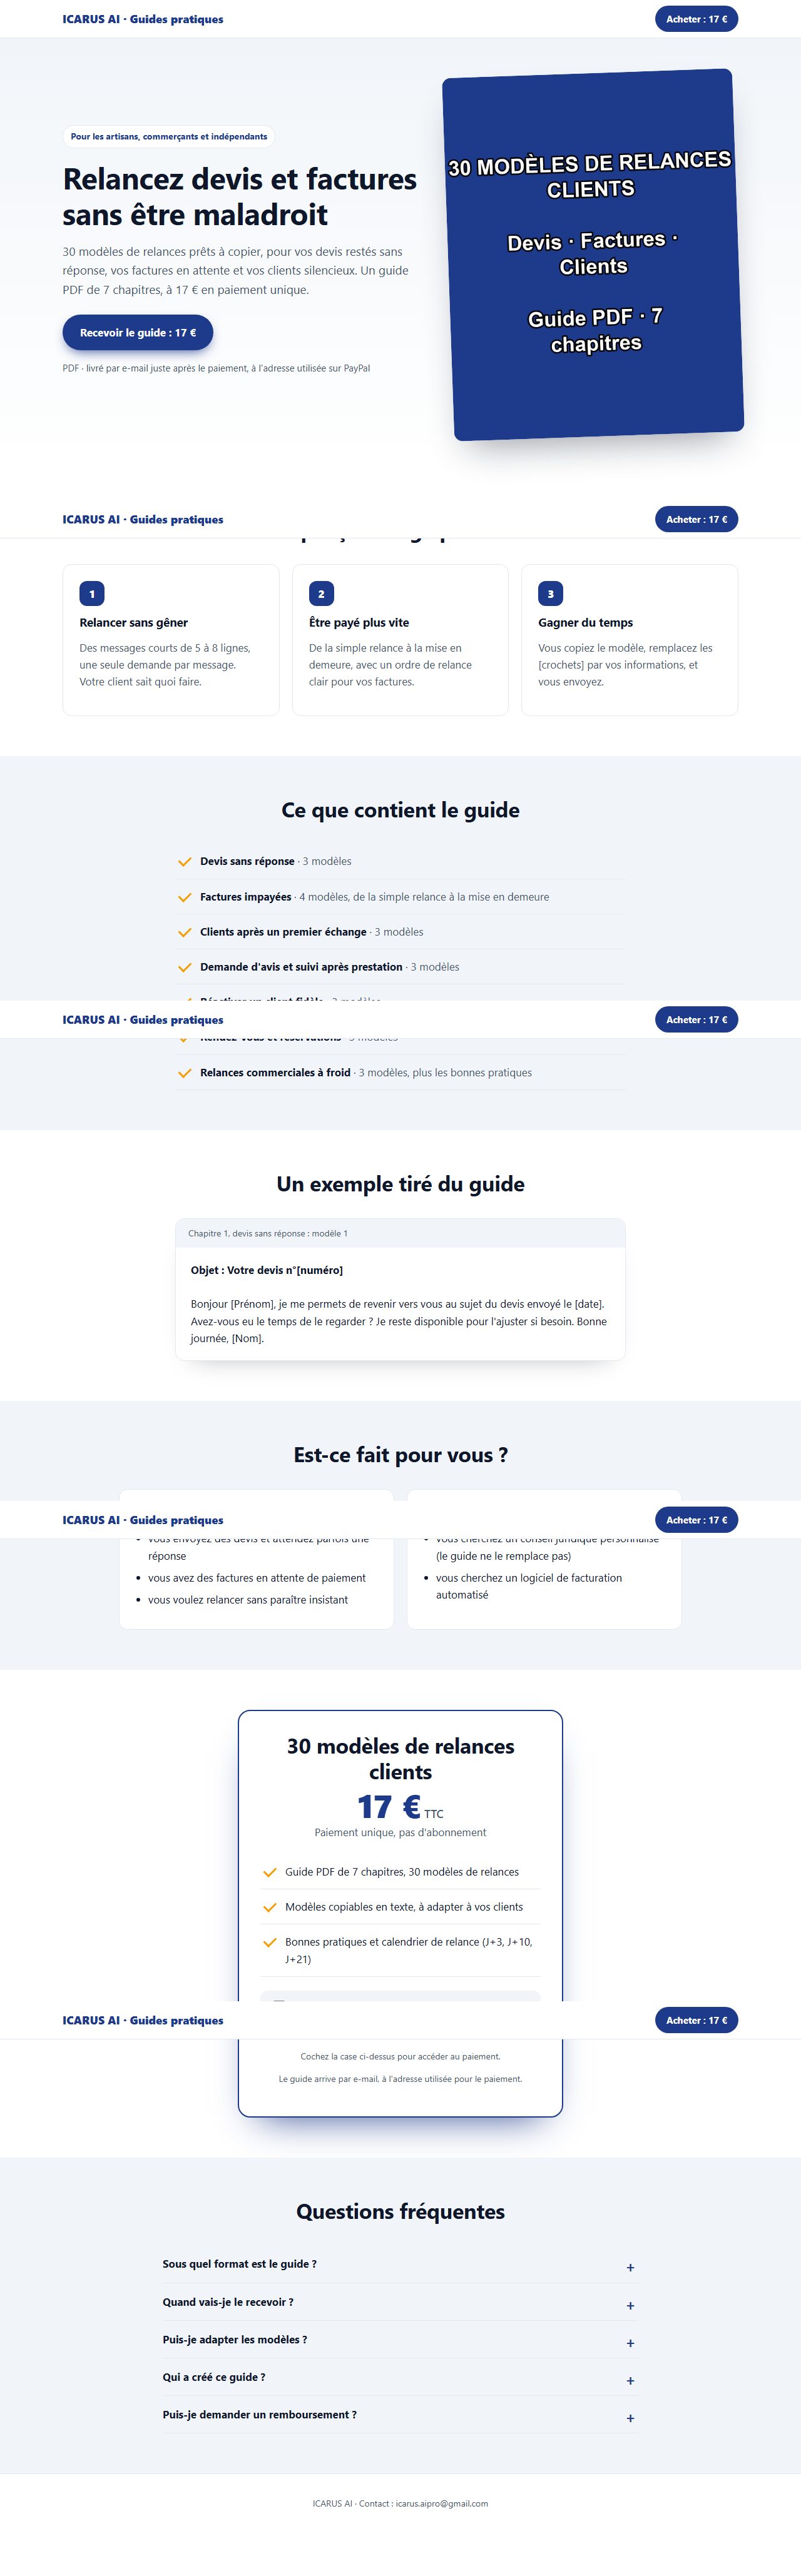 ICARUS AI · Guides pratiques
Acheter : 17 €
Pour les artisans, commerçants et indépendants
Relancez devis et factures
sans être maladroit
30 modèles de relances prêts à copier, pour vos devis restés sans
réponse, vos factures en attente et vos clients silencieux. Un guide
PDF de 7 chapitres, à 17 € en paiement unique.
Recevoir le guide : 17 €
PDF · livré par e-mail juste après le paiement, à l'adresse utilisée sur PayPal
30 MODÈLES DE RELANCES
CLIENTS
Devis · Factures ·
Clients
Guide PDF · 7
chapitres
ICARUS AI · Guides pratiques
Acheter : 17 €
1
Relancer sans gêner
Des messages courts de 5 à 8 lignes,
une seule demande par message.
Votre client sait quoi faire.
2
Être payé plus vite
De la simple relance à la mise en
demeure, avec un ordre de relance
clair pour vos factures.
3
Gagner du temps
Vous copiez le modèle, remplacez les
[crochets] par vos informations, et
vous envoyez.
Ce que contient le guide
Devis sans réponse · 3 modèles
Factures impayées · 4 modèles, de la simple relance à la mise en demeure
Clients après un premier échange · 3 modèles
Demande d'avis et suivi après prestation · 3 modèles
ICARUS AI · Guides pratiques
Acheter : 17 €
Relances commerciales à froid · 3 modèles, plus les bonnes pratiques
Un exemple tiré du guide
Chapitre 1, devis sans réponse : modèle 1
Objet : Votre devis n°[numéro]
Bonjour [Prénom], je me permets de revenir vers vous au sujet du devis envoyé le [date].
Avez-vous eu le temps de le regarder ? Je reste disponible pour l'ajuster si besoin. Bonne
journée, [Nom].
Est-ce fait pour vous ?
ICARUS AI · Guides pratiques
Acheter : 17 €
vous envoyez des devis et attendez parfois une
réponse
vous avez des factures en attente de paiement
vous voulez relancer sans paraître insistant
vous cherchez un conseil juridique personnalisé
(le guide ne le remplace pas)
vous cherchez un logiciel de facturation
automatisé
30 modèles de relances
clients
17 € TTC
Paiement unique, pas d'abonnement
Guide PDF de 7 chapitres, 30 modèles de relances
Modèles copiables en texte, à adapter à vos clients
Bonnes pratiques et calendrier de relance (J+3, J+10,
J+21)
ICARUS AI · Guides pratiques
Acheter : 17 €
Cochez la case ci-dessus pour accéder au paiement.
Le guide arrive par e-mail, à l'adresse utilisée pour le paiement.
Questions fréquentes
Sous quel format est le guide ?
+
Quand vais-je le recevoir ?
+
Puis-je adapter les modèles ?
+
Qui a créé ce guide ?
+
Puis-je demander un remboursement ?
+
ICARUS AI · Contact : icarus.aipro@gmail.com